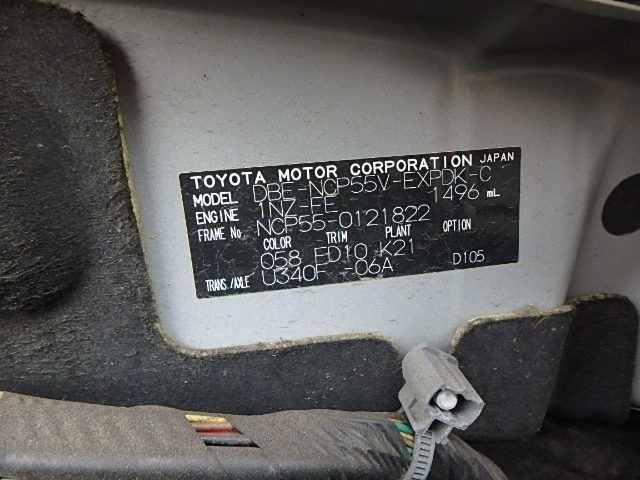 TOYOTA MOTOR CORPORATION JAPAN
MODEL DBE-NCP55V-EXPDK-C
ENGINE 1NZ-FE 1496 mL
FRAME No NCP55-0121822
COLOR TRIM PLANT OPTION
058 FD10 K21
TRANS./AXLE U340F -06A D105